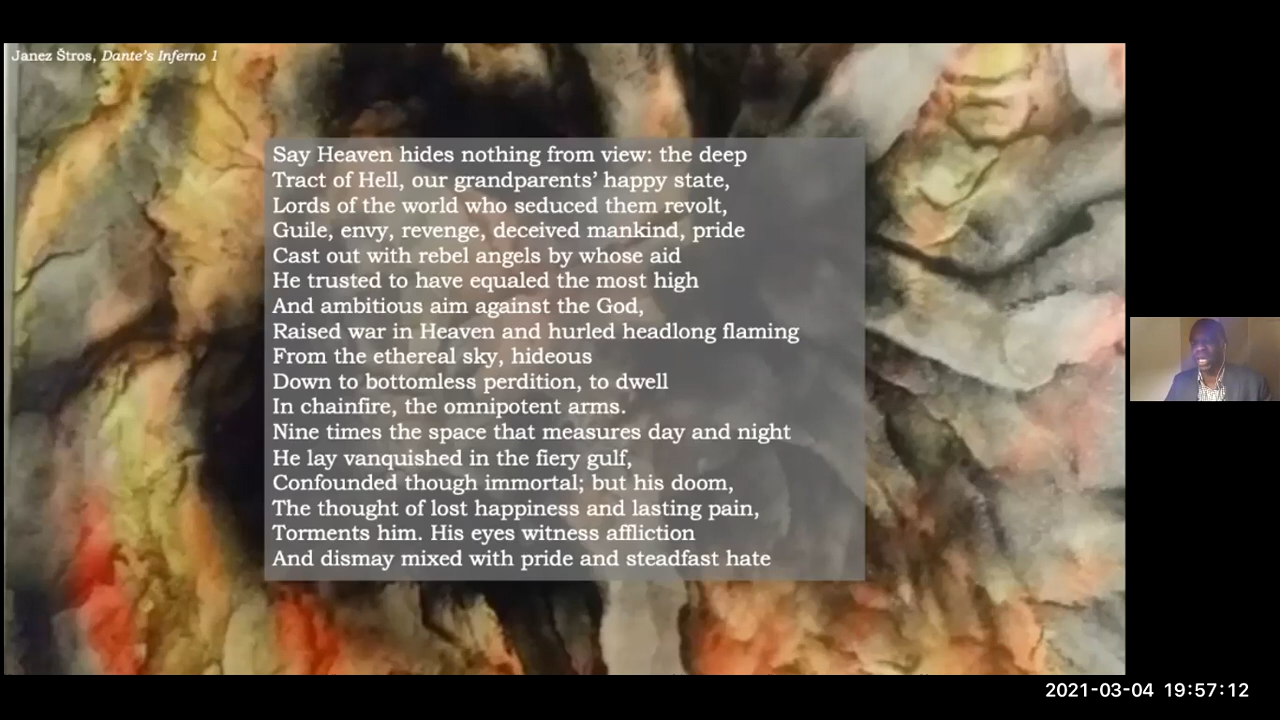 Janez Štros, Dante's Inferno 1
Say Heaven hides nothing from view: the deep
Tract of Hell, our grandparents’ happy state,
Lords of the world who seduced them revolt,
Guile, envy, revenge, deceived mankind, pride
Cast out with rebel angels by whose aid
He trusted to have equaled the most high
And ambitious aim against the God,
Raised war in Heaven and hurled headlong flaming
From the ethereal sky, hideous
Down to bottomless perdition, to dwell
In chainfire, the omnipotent arms.
Nine times the space that measures day and night
He lay vanquished in the fiery gulf,
Confounded though immortal; but his doom,
The thought of lost happiness and lasting pain,
Torments him. His eyes witness affliction
And dismay mixed with pride and steadfast hate
2021-03-04 19:57:12